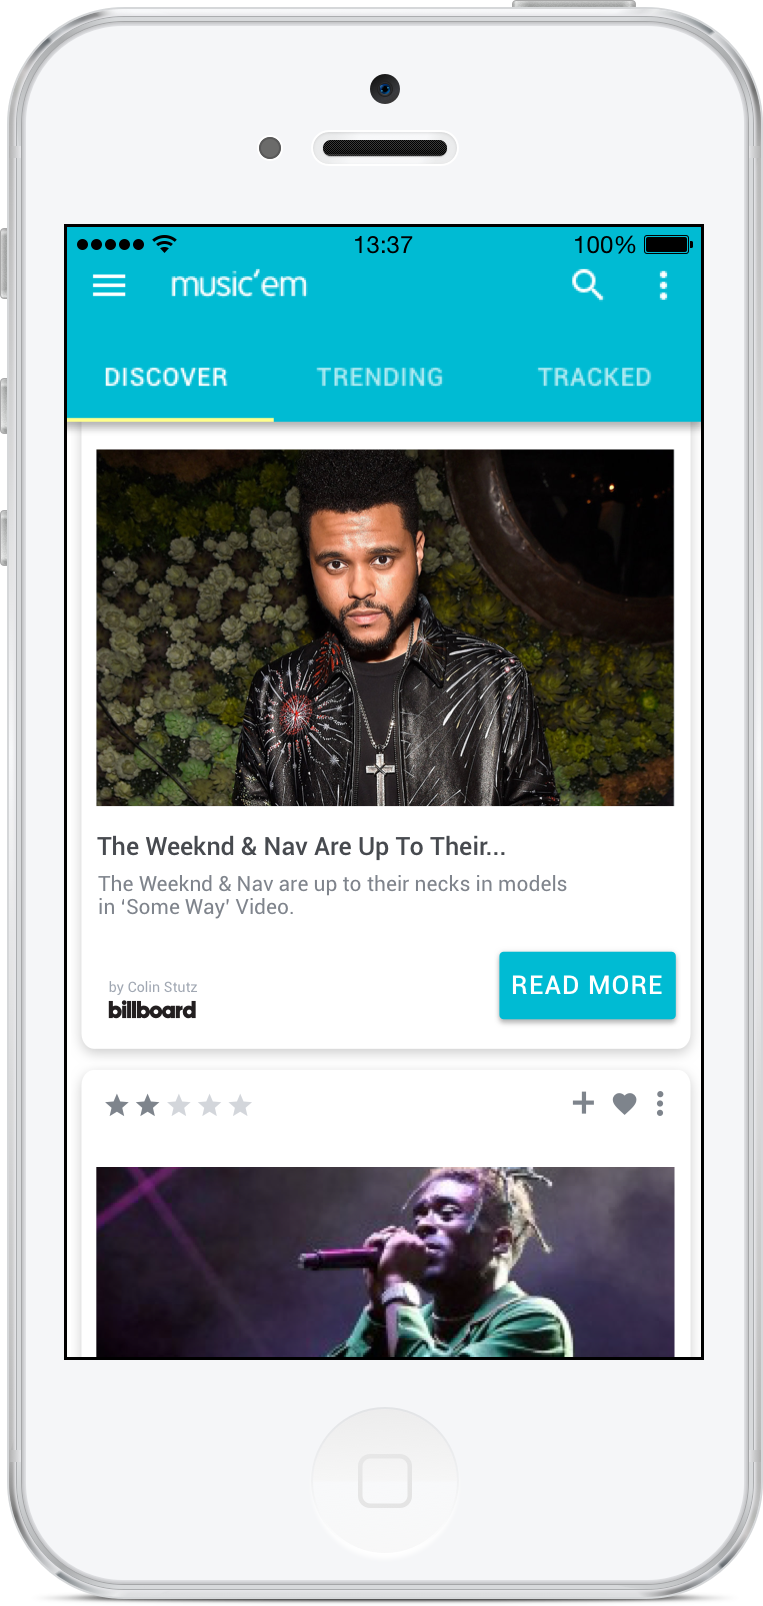 13:37
100%
music'em
DISCOVER
TRENDING
TRACKED
The Weeknd & Nav Are Up To Their...
The Weeknd & Nav are up to their necks in models
in ‘Some Way’ Video.
by Colin Stutz
billboard
READ MORE